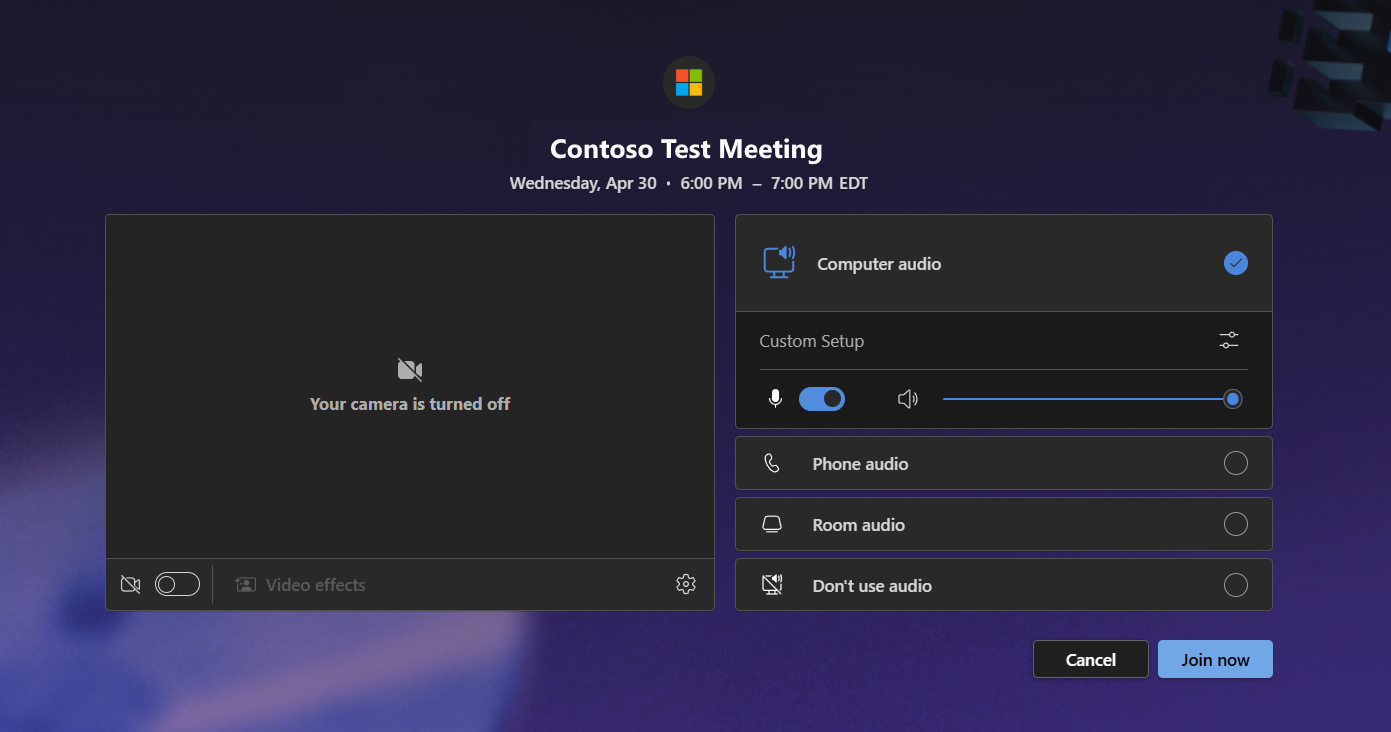 Contoso Test Meeting
Wednesday, Apr 30 • 6:00 PM – 7:00 PM EDT
Your camera is turned off
Video effects
Computer audio
Custom Setup
Phone audio
Room audio
Don't use audio
Cancel
Join now